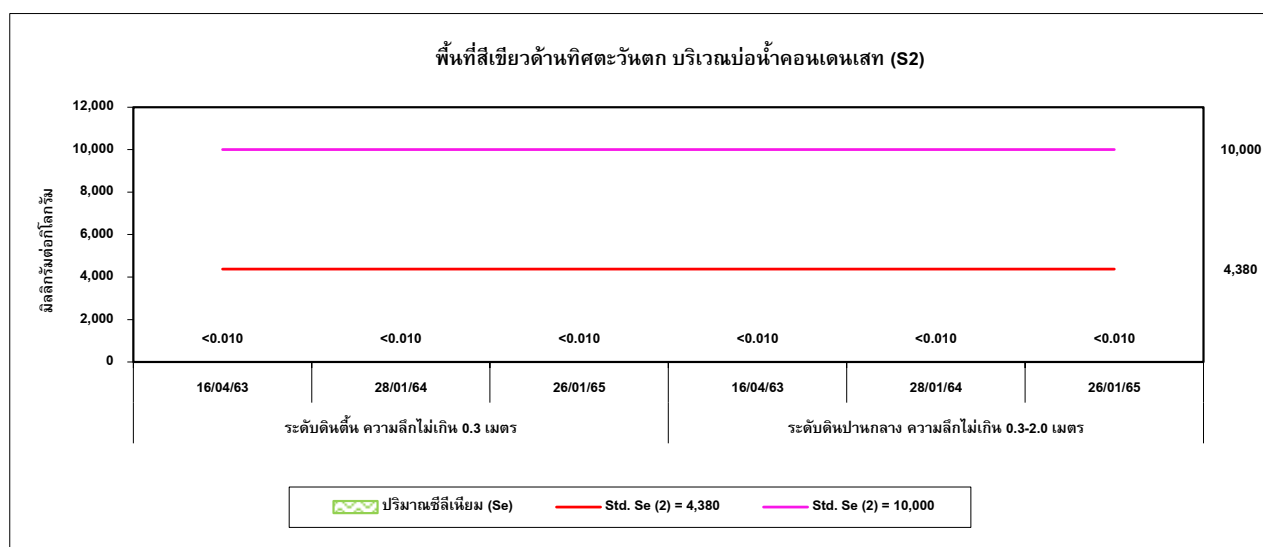 พื้นที่สีเขียวด้านทิศตะวันตก บริเวณบ่อน้ำคอนเดนเสท (S2)
มิลลิกรัมต่อกิโลกรัม
12,000
10,000
8,000
6,000
4,000
2,000
0
10,000
4,380
<0.010 <0.010 <0.010 <0.010 <0.010 <0.010
16/04/63 28/01/64 26/01/65 16/04/63 28/01/64 26/01/65
ระดับดินตื้น ความลึกไม่เกิน 0.3 เมตร ระดับดินปานกลาง ความลึกไม่เกิน 0.3-2.0 เมตร
ปริมาณซีลีเนียม (Se) Std. Se (2) = 4,380 Std. Se (2) = 10,000